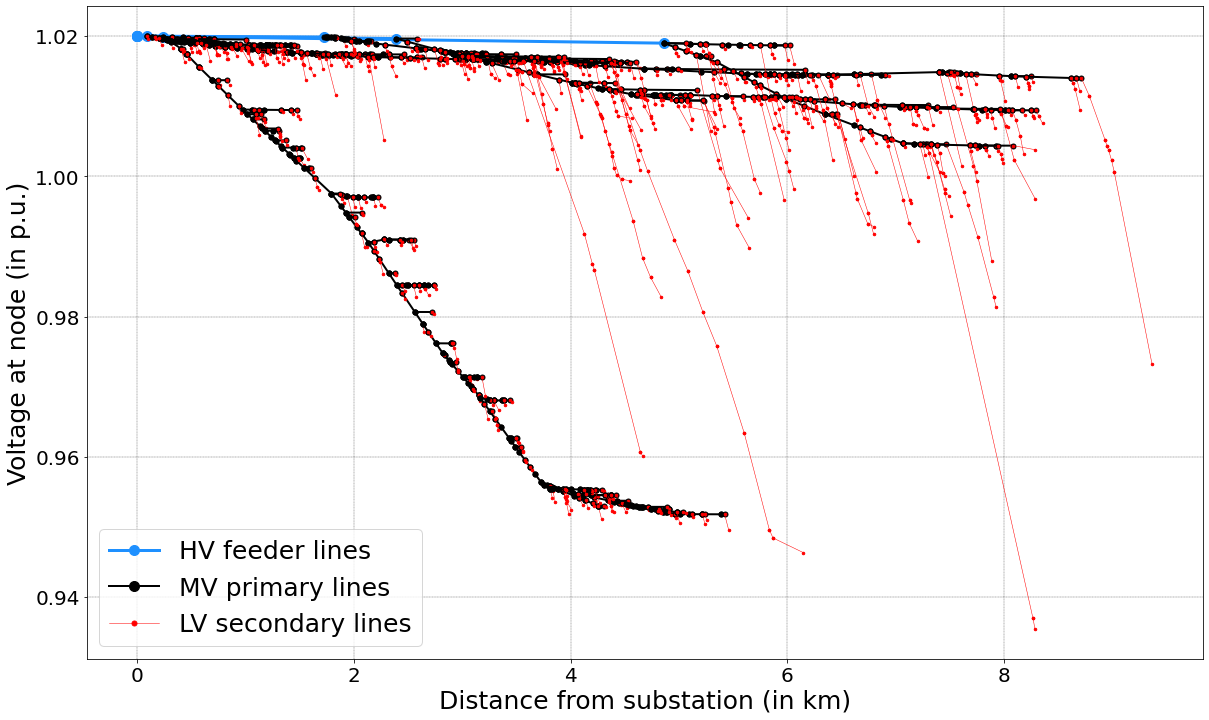 Voltage at node (in p.u.)
1.02
1.00
0.98
0.96
0.94
HV feeder lines
MV primary lines
LV secondary lines
0 2 4 6 8
Distance from substation (in km)